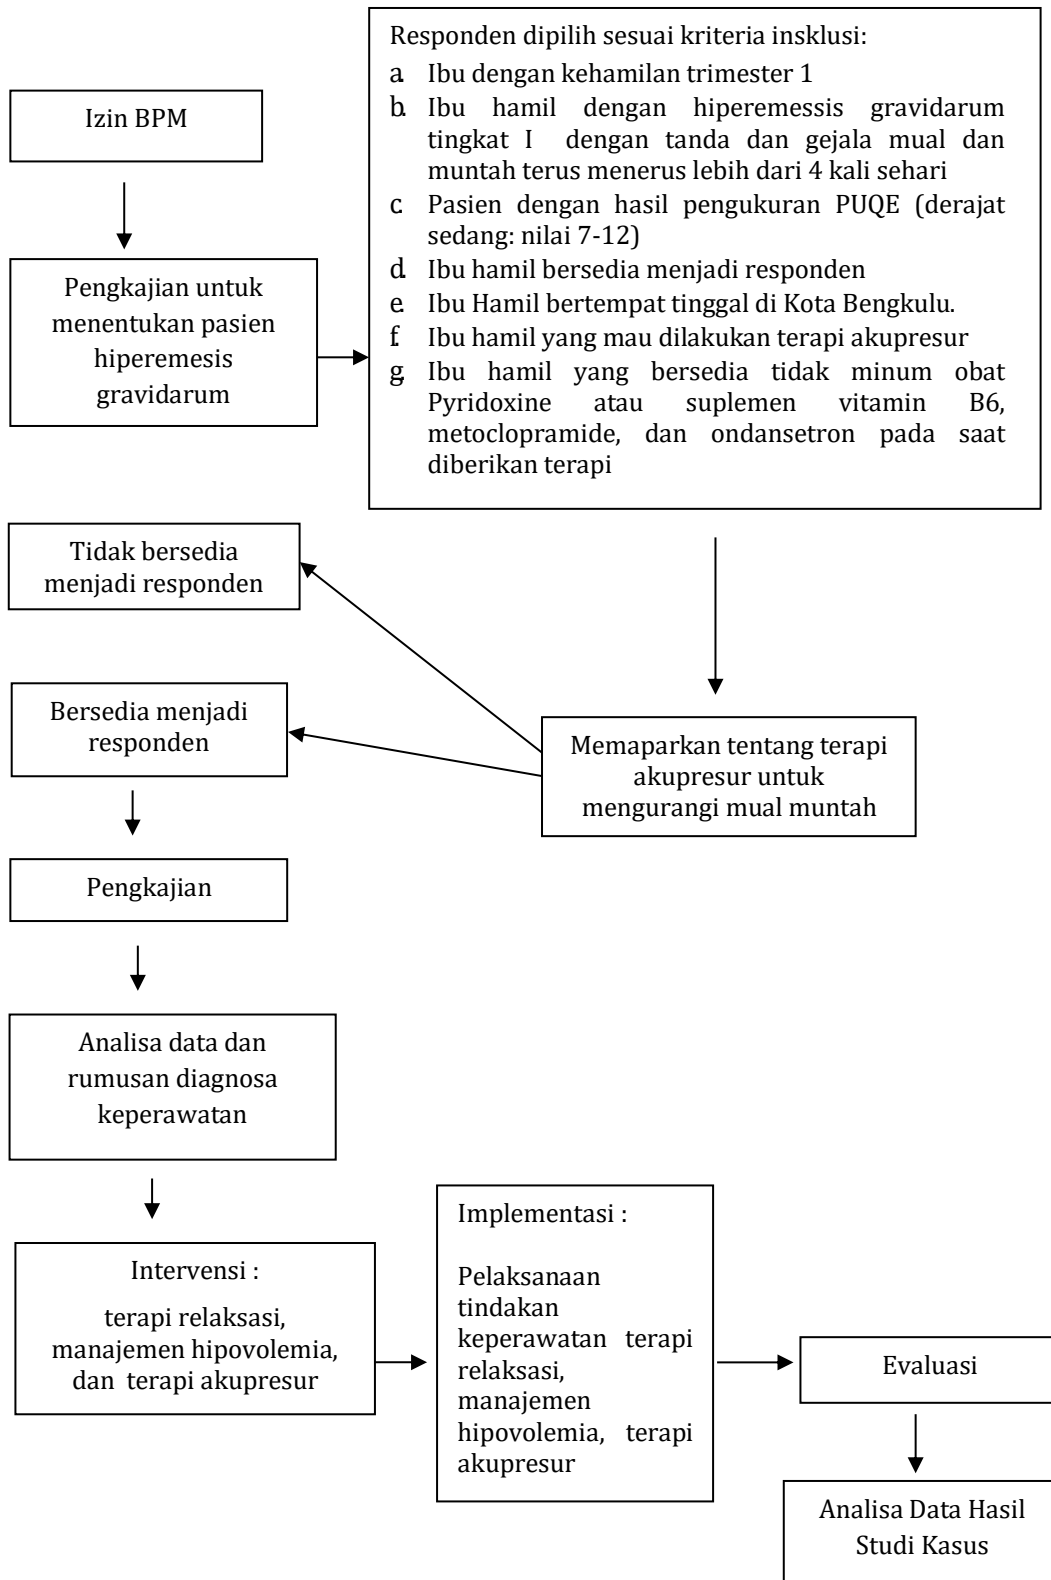 Izin BPM
Pengkajian untuk
menentukan pasien
hiperemesis
gravidarum
Responden dipilih sesuai kriteria insklusi:
a. Ibu dengan kehamilan trimester 1
b. Ibu hamil dengan hiperemessis gravidarum
tingkat I dengan tanda dan gejala mual dan
muntah terus menerus lebih dari 4 kali sehari
c. Pasien dengan hasil pengukuran PUQE (derajat
sedang: nilai 7-12)
d. Ibu hamil bersedia menjadi responden
e. Ibu Hamil bertempat tinggal di Kota Bengkulu.
f. Ibu hamil yang mau dilakukan terapi akupresur
g. Ibu hamil yang bersedia tidak minum obat
Pyridoxine atau suplemen vitamin B6,
metoclopramide, dan ondansetron pada saat
diberikan terapi
Memaparkan tentang terapi
akupresur untuk
mengurangi mual muntah
Tidak bersedia
menjadi responden
Bersedia menjadi
responden
Pengkajian
Analisa data dan
rumusan diagnosa
keperawatan
Intervensi :
terapi relaksasi,
manajemen hipovolemia,
dan terapi akupresur
Implementasi :
Pelaksanaan
tindakan
keperawatan terapi
relaksasi,
manajemen
hipovolemia, terapi
akupresur
Evaluasi
Analisa Data Hasil
Studi Kasus